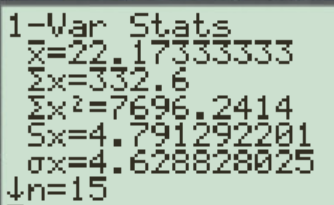 1-Var Stats
x̄=22.17333333
Σx=332.6
Σx²=7696.2414
Sx=4.791292201
σx=4.628828025
↓n=15